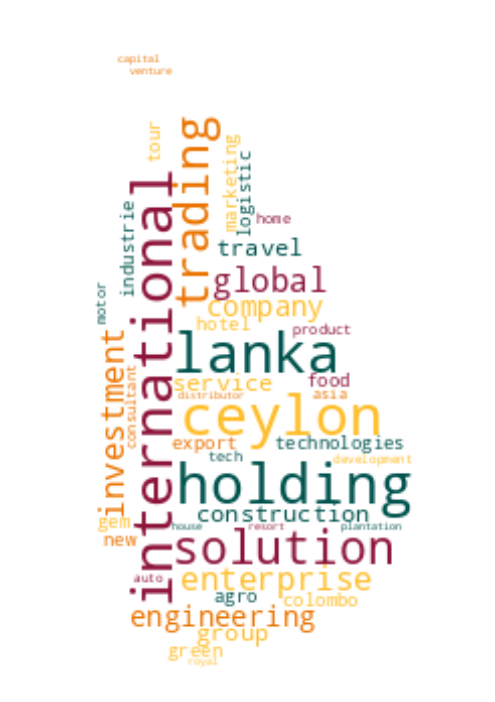 capital
venture
tour
trading
marketing
logistic
international
industrie
home
travel
global
motor
company
hotel
product
investment
lanka
consultant
service
food
distributor
asia
ceylon
export
technologies
tech
development
holding
gem
construction
house
resort
plantation
new
solution
auto
enterprise
agro
colombo
engineering
group
green
royal